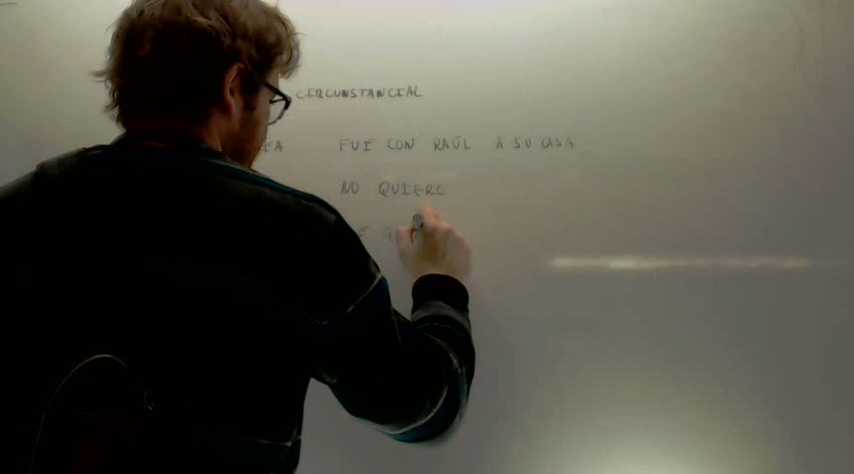 CIRCUNSTANCIAL
FUI CON RAÚL A SU CASA
NO QUIERO